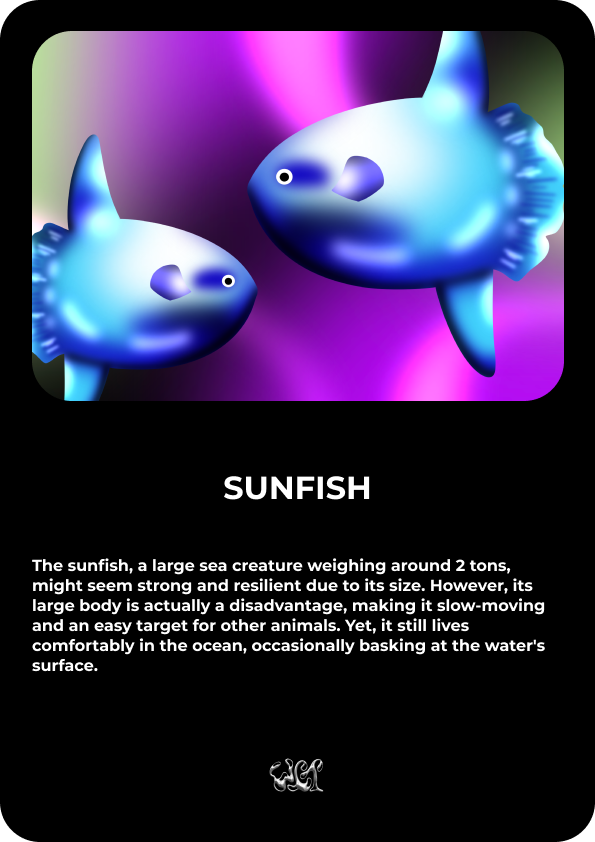 SUNFISH
The sunfish, a large sea creature weighing around 2 tons,
might seem strong and resilient due to its size. However, its
large body is actually a disadvantage, making it slow-moving
and an easy target for other animals. Yet, it still lives
comfortably in the ocean, occasionally basking at the water's
surface.